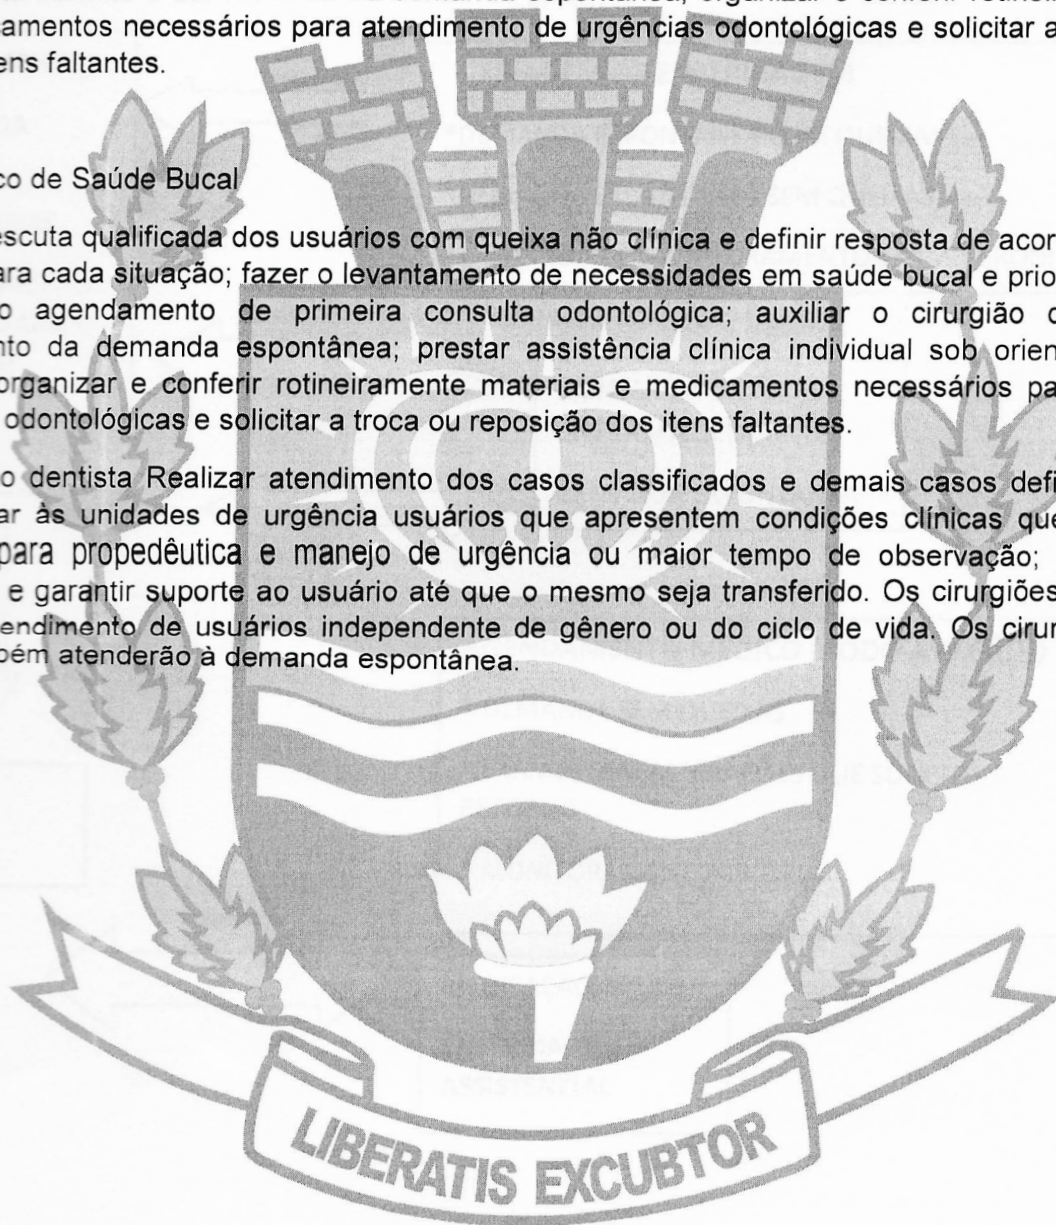 amentos necessários para atendimento de urgências odontológicas e solicitar a
ens faltantes.
co de Saúde Bucal
escuta qualificada dos usuários com queixa não clínica e definir resposta de acor
ara cada situação; fazer o levantamento de necessidades em saúde bucal e prio
o agendamento de primeira consulta odontológica; auxiliar o cirurgião
nto da demanda espontânea; prestar assistência clínica individual sob orien
organizar e conferir rotineiramente materiais e medicamentos necessários pa
odontológicas e solicitar a troca ou reposição dos itens faltantes.
o dentista Realizar atendimento dos casos classificados e demais casos defi
ar às unidades de urgência usuários que apresentem condições clínicas que
para propedêutica e manejo de urgência ou maior tempo de observação;
e garantir suporte ao usuário até que o mesmo seja transferido. Os cirurgiões
endimento de usuários independente de gênero ou do ciclo de vida. Os cirur
bém atenderão à demanda espontânea.
LIBERATIS EXCUBTOR